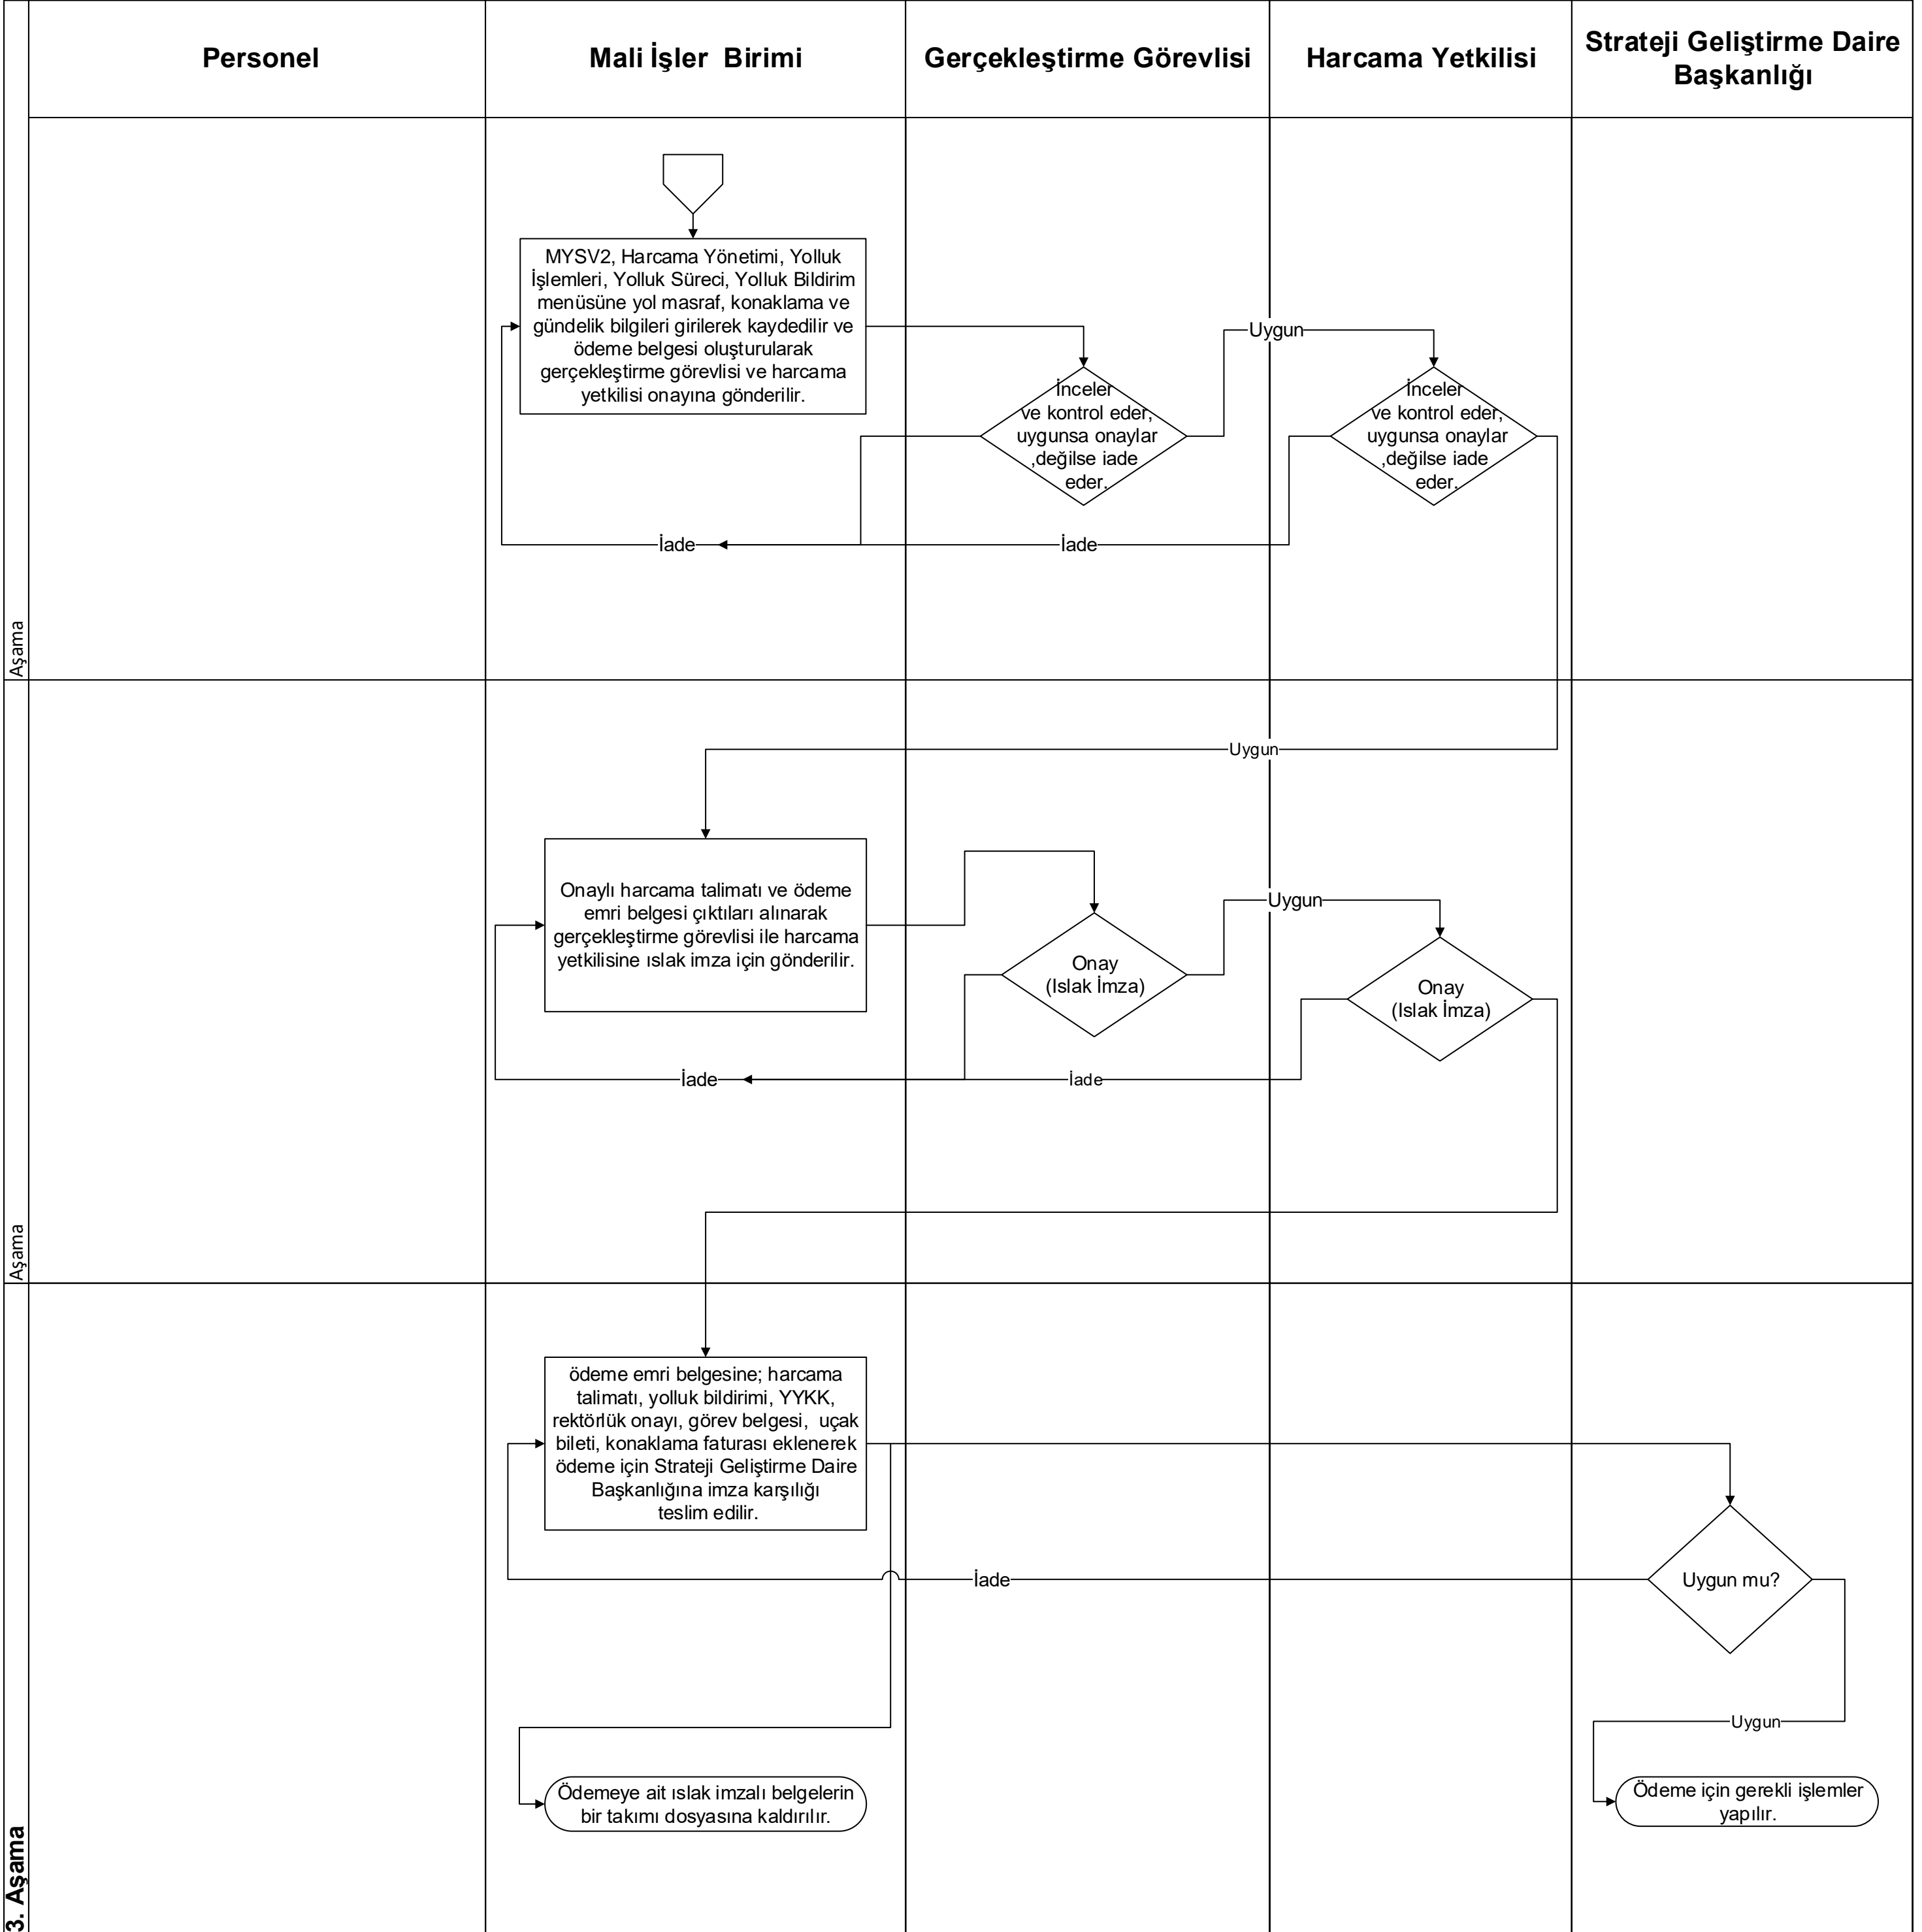 Personel
Mali İşler  Birimi
Gerçekleştirme Görevlisi
Harcama Yetkilisi
Strateji Geliştirme Daire
Başkanlığı
MYSV2, Harcama Yönetimi, Yolluk
İşlemleri, Yolluk Süreci, Yolluk Bildirim
menüsüne yol masraf, konaklama ve
gündelik bilgileri girilerek kaydedilir ve
ödeme belgesi oluşturularak
gerçekleştirme görevlisi ve harcama
yetkilisi onayına gönderilir.
Uygun
İnceler
ve kontrol eder,
uygunsa onaylar
,değilse iade
eder.
İnceler
ve kontrol eder,
uygunsa onaylar
,değilse iade
eder.
İade
İade
Aşama
Uygun
Onaylı harcama talimatı ve ödeme
emri belgesi çıktıları alınarak
gerçekleştirme görevlisi ile harcama
yetkilisine ıslak imza için gönderilir.
Uygun
Onay
(Islak İmza)
Onay
(Islak İmza)
İade
İade
Aşama
ödeme emri belgesine; harcama
talimatı, yolluk bildirimi, YYKK,
rektörlük onayı, görev belgesi,  uçak
bileti, konaklama faturası eklenerek
ödeme için Strateji Geliştirme Daire
Başkanlığına imza karşılığı
teslim edilir.
İade
Uygun mu?
Uygun
Ödemeye ait ıslak imzalı belgelerin
bir takımı dosyasına kaldırılır.
Ödeme için gerekli işlemler
yapılır.
3. Aşama